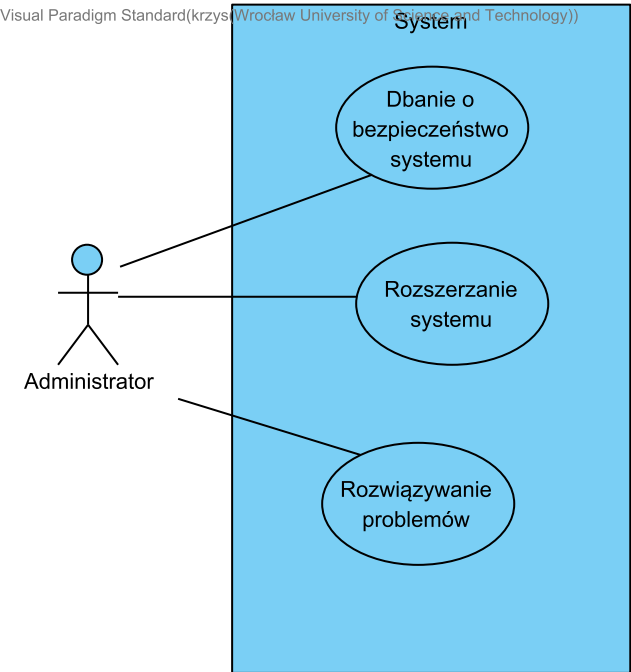 Visual Paradigm Standard(krzys(Wrocław University of Science and Technology))
System
Dbanie o
bezpieczeństwo
systemu
Rozszerzanie
systemu
Administrator
Rozwiązywanie
problemów